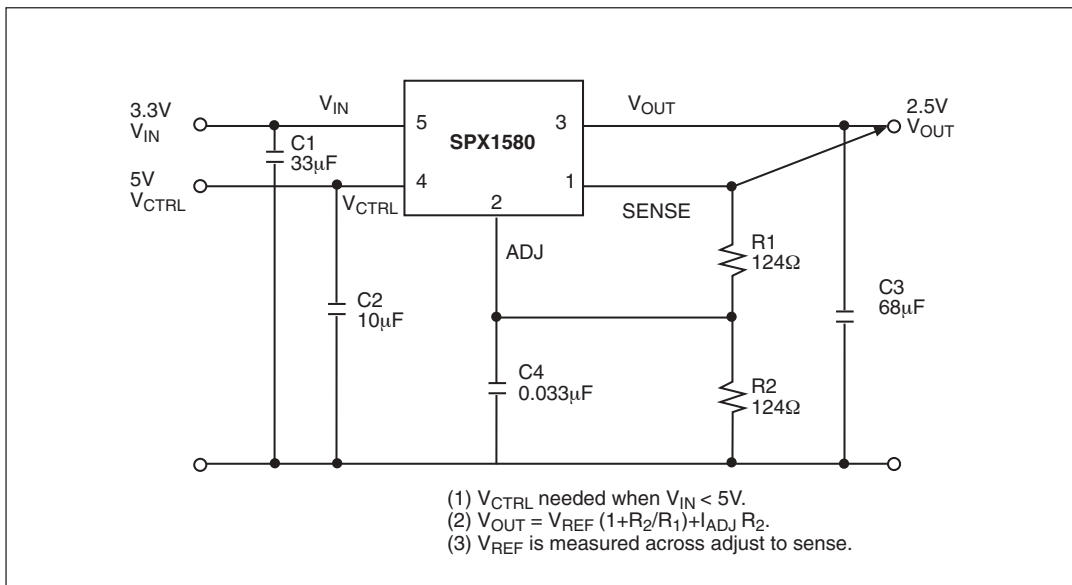 3.3V
VIN
VIN
C1
33µF
5V
VCTRL
VCTRL
C2
10µF
5
4
SPX1580
3
1
2
ADJ
C4
0.033µF
VOUT
SENSE
R1
124Ω
R2
124Ω
C3
68µF
2.5V
VOUT
(1) VCTRL needed when VIN < 5V.
(2) VOUT = VREF (1+R2/R1)+IADJ R2.
(3) VREF is measured across adjust to sense.